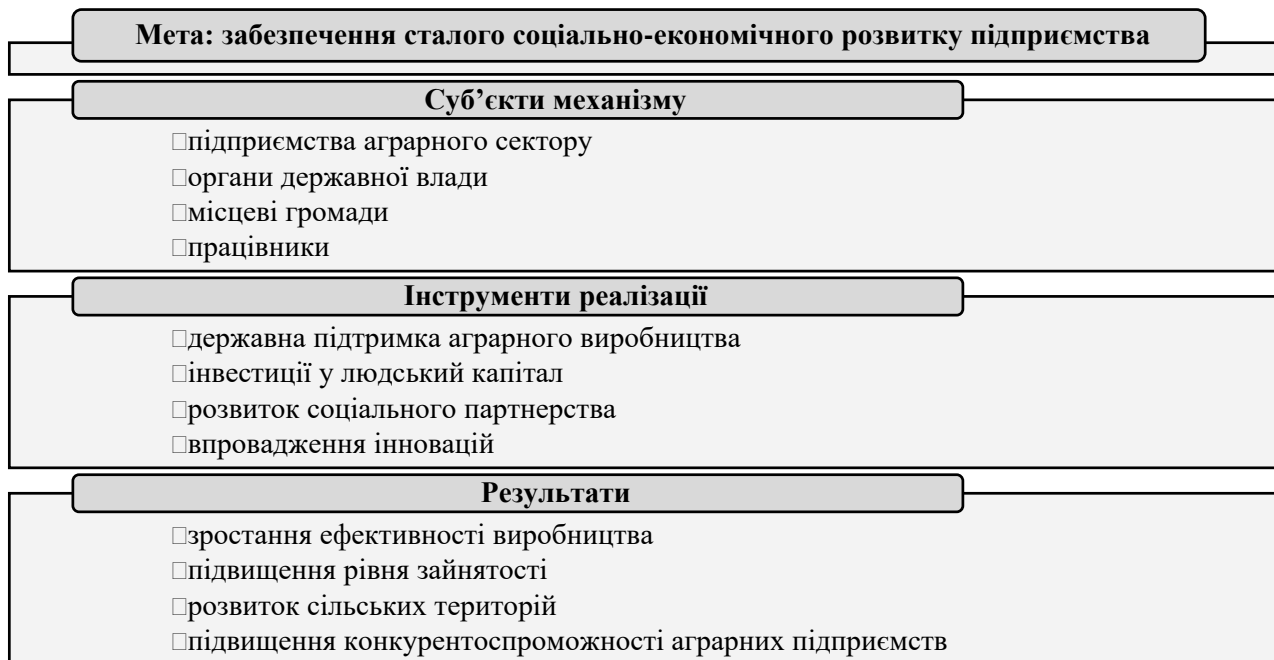 Мета: забезпечення сталого соціально-економічного розвитку підприємства
Суб’єкти механізму
підприємства аграрного сектору
органи державної влади
місцеві громади
працівники
Інструменти реалізації
державна підтримка аграрного виробництва
інвестиції у людський капітал
розвиток соціального партнерства
впровадження інновацій
Результати
зростання ефективності виробництва
підвищення рівня зайнятості
розвиток сільських територій
підвищення конкурентоспроможності аграрних підприємств